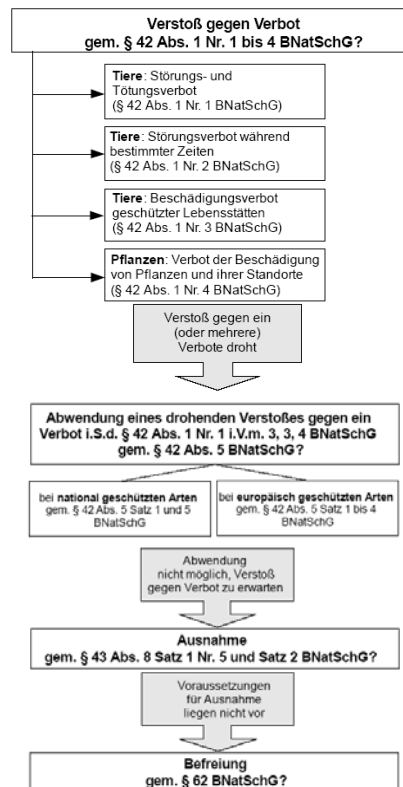 Verstoß gegen Verbot
gem. § 42 Abs. 1 Nr. 1 bis 4 BNatSchG?
Tiere: Störungs- und
Tötungsverbot
(§ 42 Abs. 1 Nr. 1 BNatSchG)
Tiere: Störungsverbot während
bestimmter Zeiten
(§ 42 Abs. 1 Nr. 2 BNatSchG)
Tiere: Beschädigungsverbot
geschützter Lebensstätten
(§ 42 Abs. 1 Nr. 3 BNatSchG)
Pflanzen: Verbot der Beschädigung
von Pflanzen und ihrer Standorte
(§ 42 Abs. 1 Nr. 4 BNatSchG)
Verstoß gegen ein
(oder mehrere)
Verbote droht
Abwendung eines drohenden Verstoßes gegen ein
Verbot i.S.d. § 42 Abs. 1 Nr. 1 i.V.m. 3, 3, 4 BNatSchG
gem. § 42 Abs. 5 BNatSchG?
bei national geschützten Arten
gem. § 42 Abs. 5 Satz 1 und 5
BNatSchG
bei europäisch geschützten Arten
gem. § 42 Abs. 5 Satz 1 bis 4
BNatSchG
Abwendung
nicht möglich, Verstoß
gegen Verbot zu erwarten
Ausnahme
gem. § 43 Abs. 8 Satz 1 Nr. 5 und Satz 2 BNatSchG?
Voraussetzungen
für Ausnahme
liegen nicht vor
Befreiung
gem. § 62 BNatSchG?